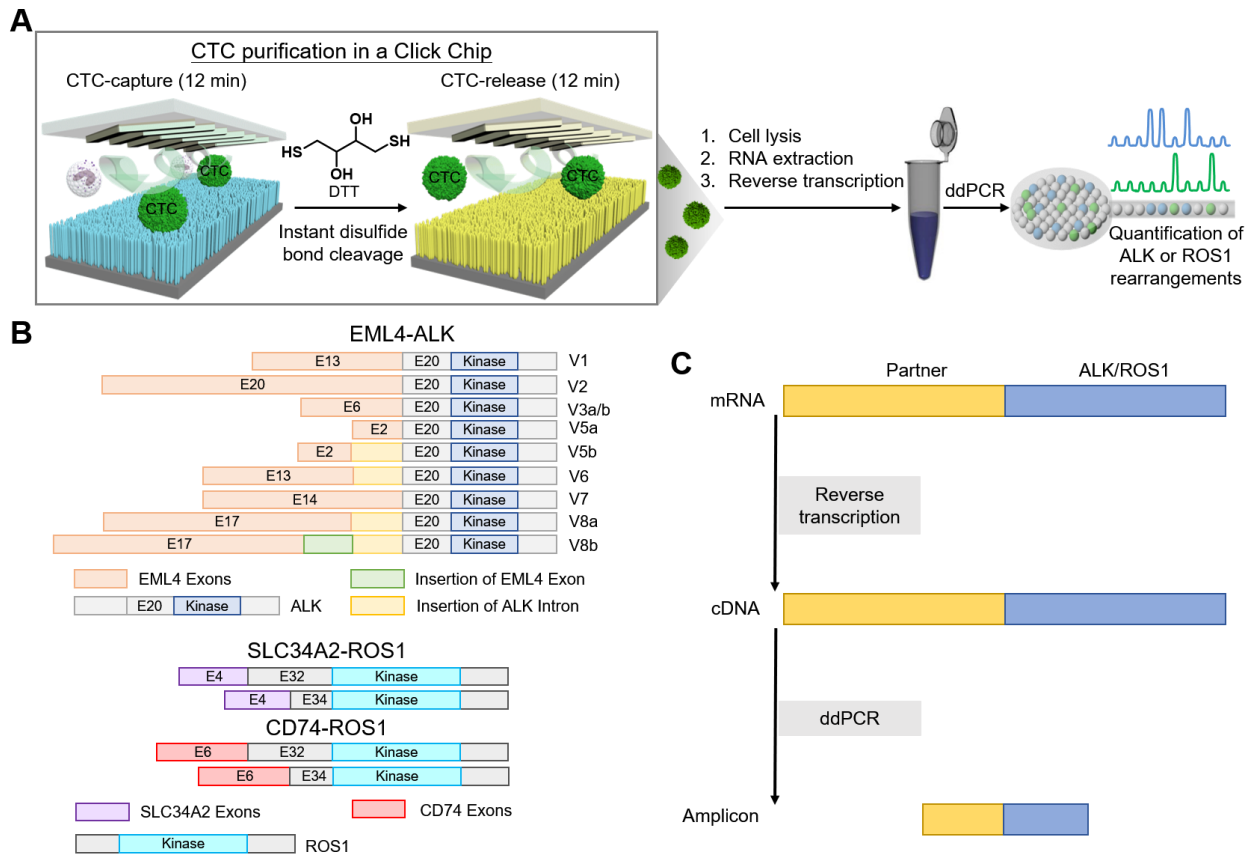 A
CTC purification in a Click Chip
CTC-capture (12 min)
CTC-release (12 min)
OH
HS
SH
OH
DTT
Instant disulfide
bond cleavage
CTC
CTC
CTC
CTC
1. Cell lysis
2. RNA extraction
3. Reverse transcription
ddPCR
Quantification of
ALK or ROS1
rearrangements
B
EML4-ALK
E13 E20 Kinase V1
E20 E20 Kinase V2
E6 E20 Kinase V3a/b
E2 E20 Kinase V5a
E2 E20 Kinase V5b
E13 E20 Kinase V6
E14 E20 Kinase V7
E17 E20 Kinase V8a
E17 E20 Kinase V8b
EML4 Exons
Insertion of EML4 Exon
E20 Kinase ALK
Insertion of ALK Intron
SLC34A2-ROS1
E4 E32 Kinase
E4 E34 Kinase
CD74-ROS1
E6 E32 Kinase
E6 E34 Kinase
SLC34A2 Exons
CD74 Exons
Kinase ROS1
C
Partner ALK/ROS1
mRNA
Reverse
transcription
cDNA
ddPCR
Amplicon